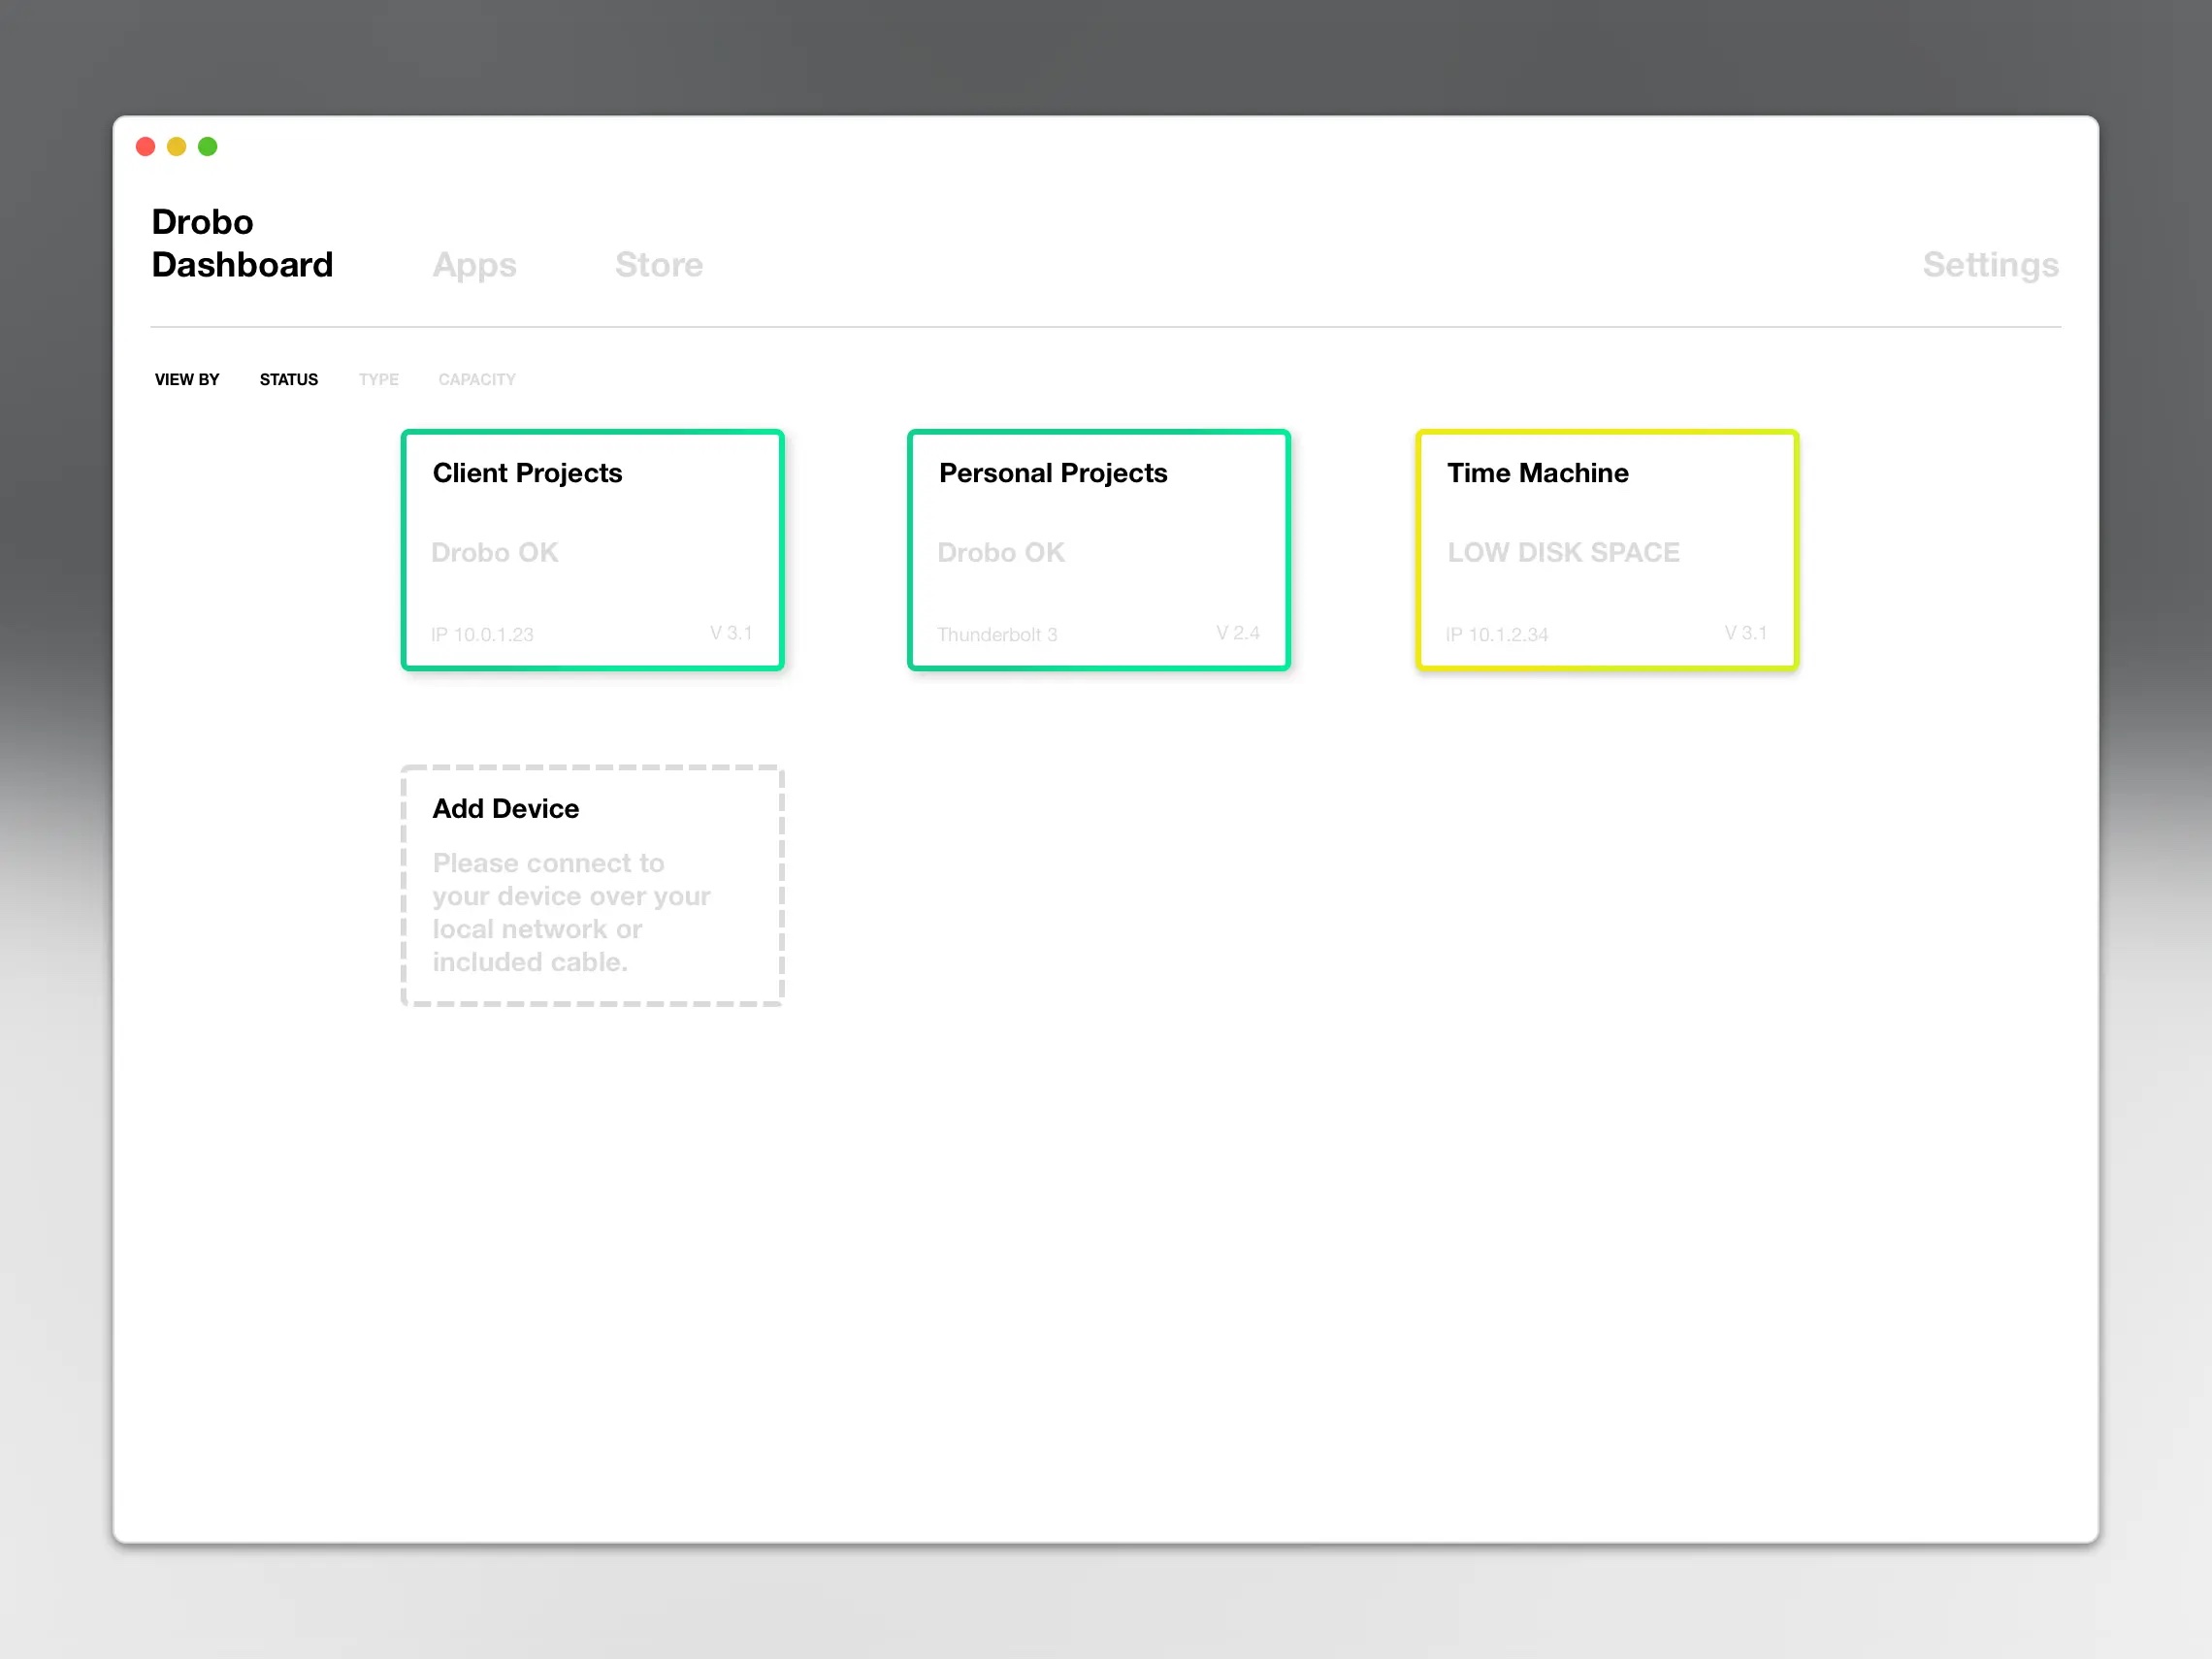 Drobo
Dashboard
Apps
Store
Settings
VIEW BY
STATUS
TYPE
CAPACITY
Client Projects
Drobo OK
IP 10.0.1.23
V 3.1
Personal Projects
Drobo OK
Thunderbolt 3
V 2.4
Time Machine
LOW DISK SPACE
IP 10.1.2.34
V 3.1
Add Device
Please connect to
your device over your
local network or
included cable.